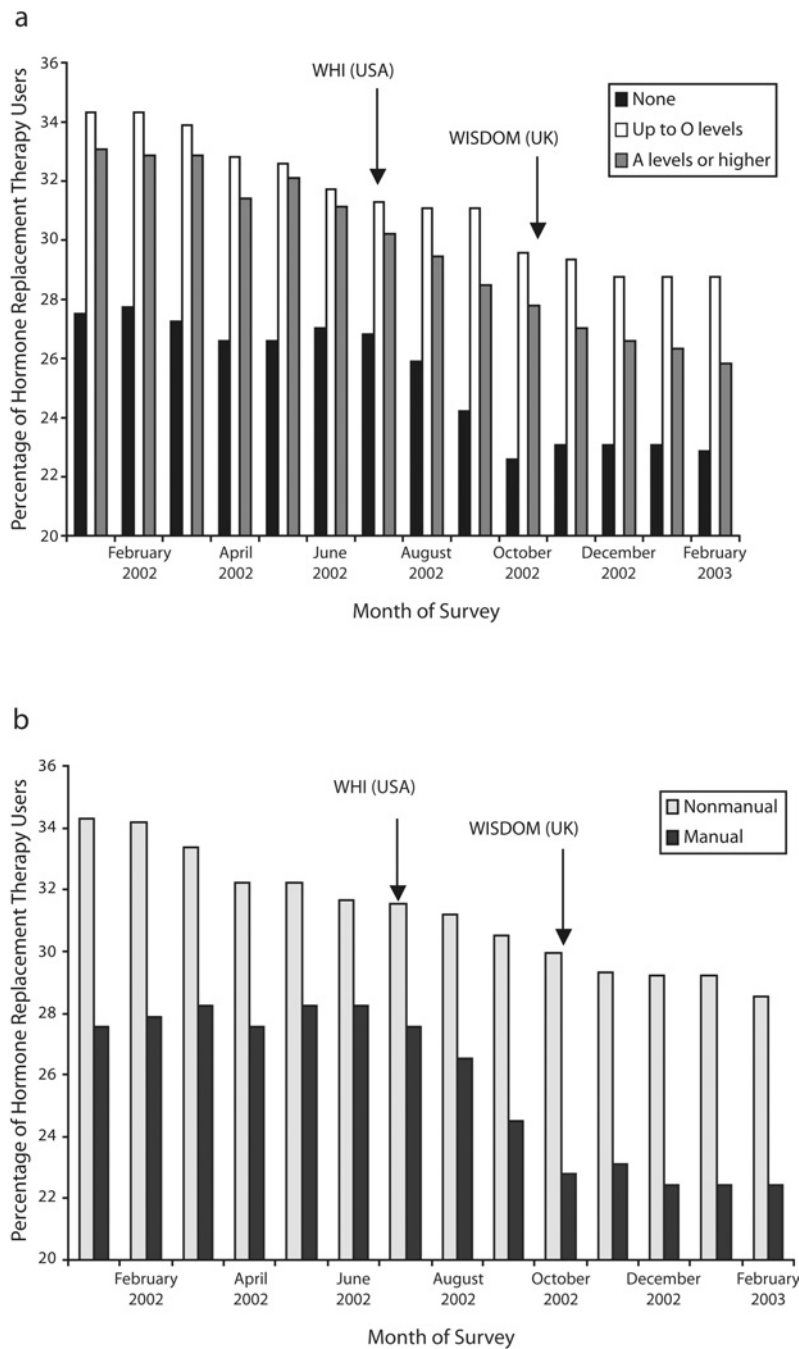 a
Percentage of Hormone Replacement Therapy Users
36
34
32
30
28
26
24
22
20
WHI (USA)
WISDOM (UK)
None
Up to O levels
A levels or higher
February
2002
April
2002
June
2002
August
2002
October
2002
December
2002
February
2003
Month of Survey
b
Percentage of Hormone Replacement Therapy Users
36
34
32
30
28
26
24
22
20
WHI (USA)
WISDOM (UK)
Nonmanual
Manual
February
2002
April
2002
June
2002
August
2002
October
2002
December
2002
February
2003
Month of Survey